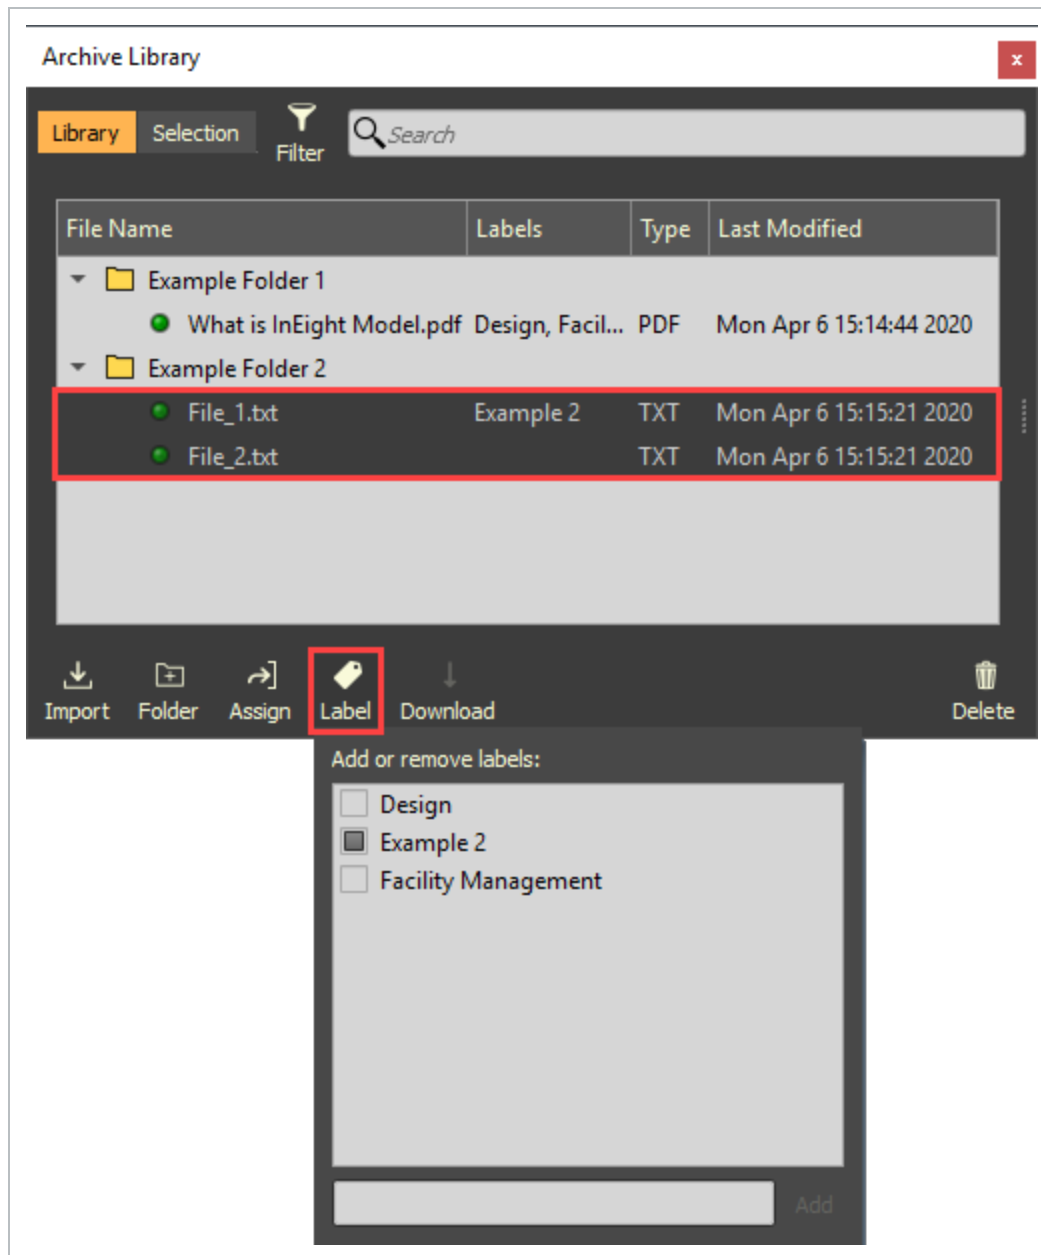 Archive Library
x
Library Selection Filter Search
File Name Labels Type Last Modified
Example Folder 1
What is InEight Model.pdf Design, Facil... PDF Mon Apr 6 15:14:44 2020
Example Folder 2
File_1.txt Example 2 TXT Mon Apr 6 15:15:21 2020
File_2.txt TXT Mon Apr 6 15:15:21 2020
Import Folder Assign Label Download Delete
Add or remove labels:
Design
Example 2
Facility Management
Add